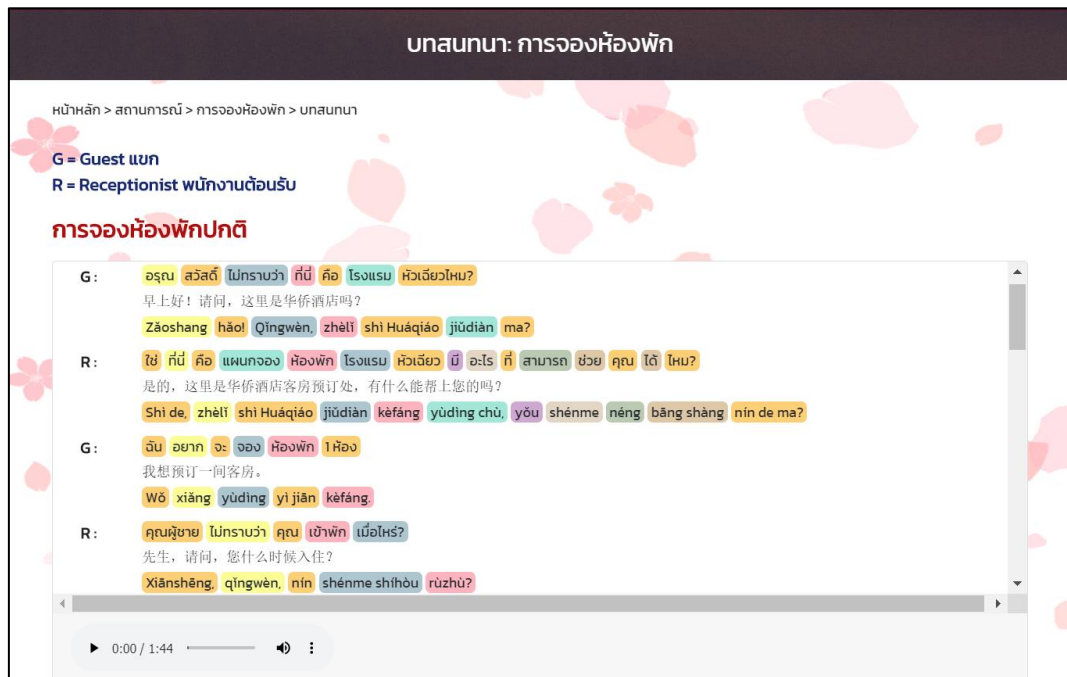 บทสนทนา: การจองห้องพัก
หน้าหลัก > สถานการณ์ > การจองห้องพัก > บทสนทนา
G = Guest แขก
R = Receptionist พนักงานต้อนรับ
การจองห้องพักปกติ
G : อรุณ สวัสดิ์ ไม่ทราบว่า ที่นี่ คือ โรงแรม หัวเฉียวไหม?
早上好！请问，这里是华侨酒店吗？
Zǎoshang hǎo! Qǐngwèn, zhèlǐ shì Huáqiáo jiǔdiàn ma?
R : ใช่ ที่นี่ คือ แผนกจอง ห้องพัก โรงแรม หัวเฉียว มี อะไร ที่ สามารถ ช่วย คุณ ได้ ไหม?
是的，这里是华侨酒店客房预订处，有什么能帮上您的吗？
Shì de, zhèlǐ shì Huáqiáo jiǔdiàn kèfáng yùdìng chù, yǒu shénme néng bāng shàng nín de ma?
G : ฉัน อยาก จะ จอง ห้องพัก 1 ห้อง
我想预订一间客房。
Wǒ xiǎng yùdìng yì jiān kèfáng.
R : คุณผู้ชาย ไม่ทราบว่า คุณ เข้าพัก เมื่อไหร่?
先生，请问，您什么时候入住？
Xiānshēng, qǐngwèn, nín shénme shíhòu rùzhù?
0:00 / 1:44